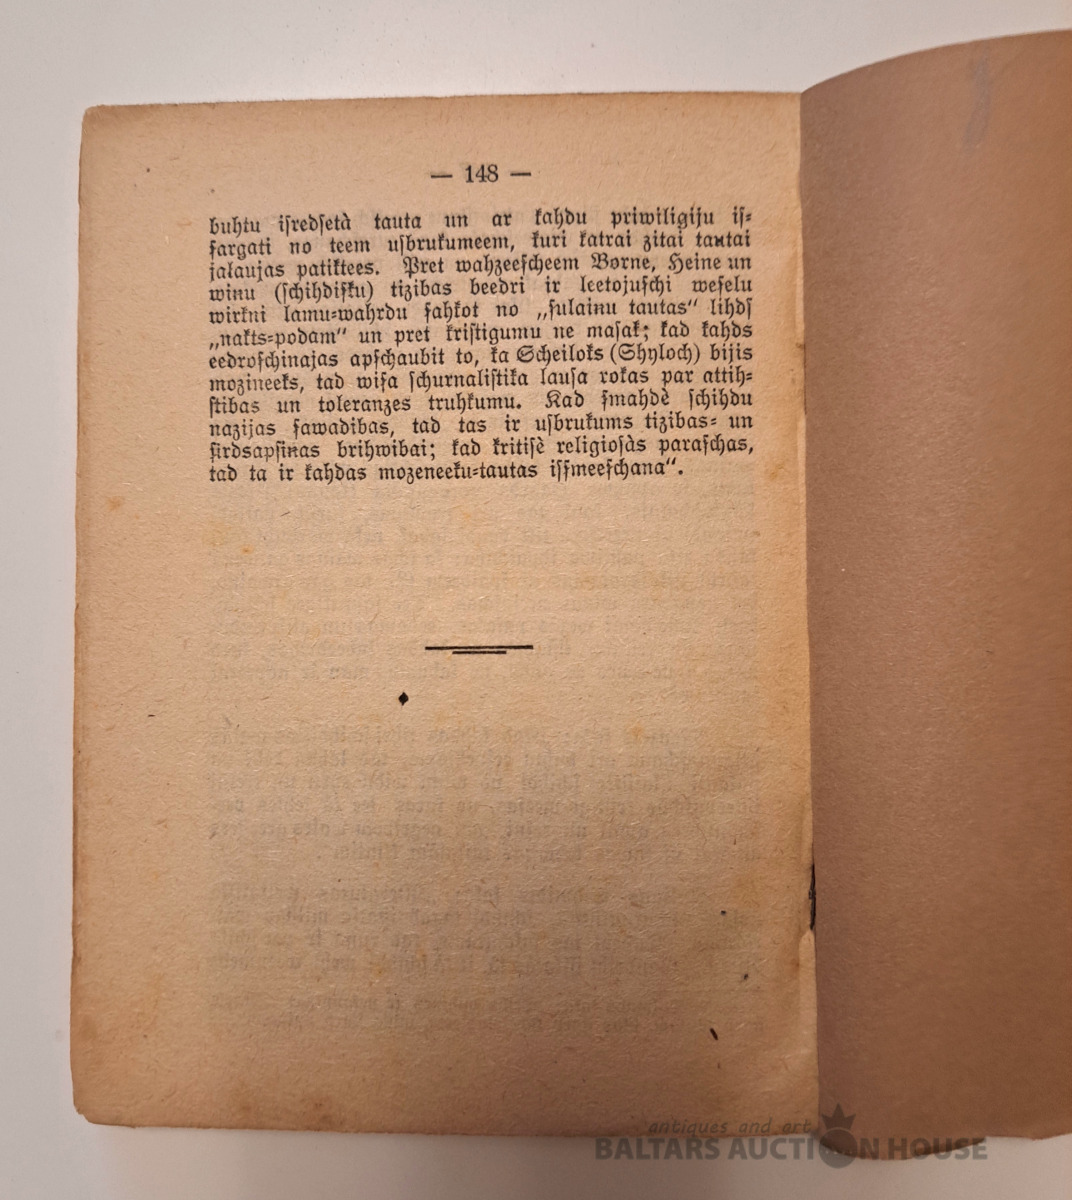 — 148 —
buhtu isredsetà tauta un ar kahdu priwiligiju is=
sargati no teem usbrukumeem, kuri katrai zitai tautai
jalaujas patiktees. Pret wahzeescheem Borne, Heine un
winu (schihdisku) tizibas beedri ir leetojuschi weselu
wirkni lamu=wahrdu sahkot no „sulainu tautas“ lihds
„nakts=podam“ un pret kristigumu ne masak; kad kahds
eedroschinajas apschaubit to, ka Scheiloks (Shyloch) bijis
mozineeks, tad wisa schurnalistika lausa rokas par attih=
stibas un toleranzes truhkumu. Kad smahdè schihdu
nazijas sawadibas, tad tas ir usbrukums tizibas= un
sirdsapsinas brihwibai; kad kritisè religiosàs paraschas,
tad ta ir kahdas mozeneeku=tautas issmeeschana“.
antiques and art
BALTARS AUCTION HOUSE